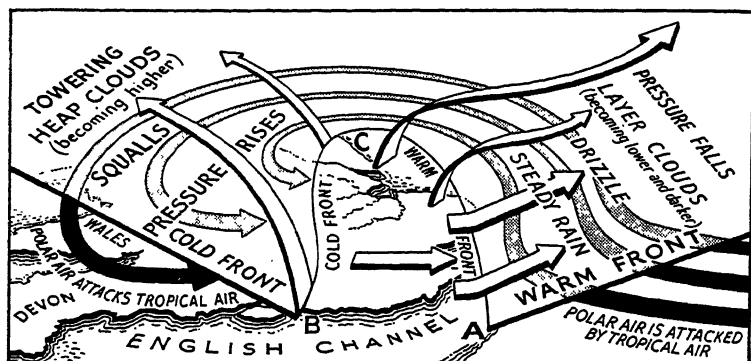 TOWERING
HEAP CLOUDS
(becoming higher)
SQUALLS
PRESSURE RISES
COLD FRONT
WALES
POLAR AIR ATTACKS TROPICAL AIR
DEVON
ENGLISH CHANNEL
B
COLD FRONT
C
WARM
FRONT
A
STEADY RAIN
DRIZZLE
PRESSURE FALLS
LAYER CLOUDS
(becoming lower and darker)
WARM FRONT
POLAR AIR IS ATTACKED
BY TROPICAL AIR